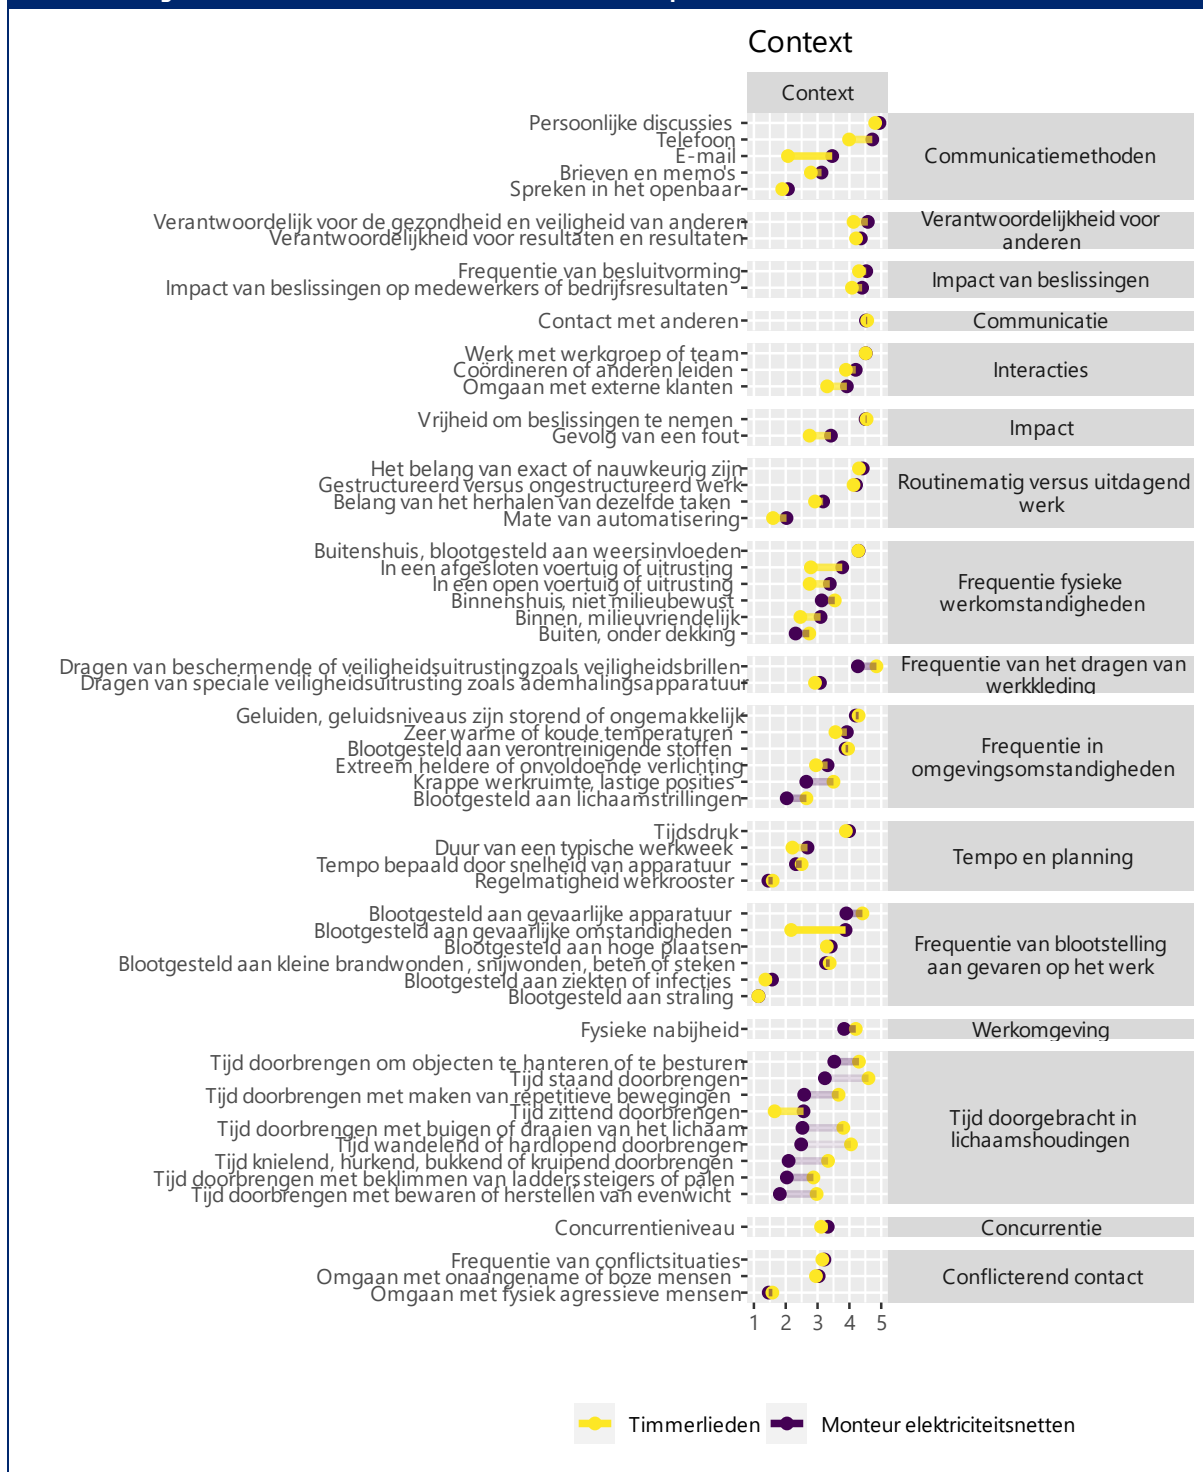 Context
Context
Persoonlijke discussies
Telefoon
E-mail
Brieven en memo's
Spreken in het openbaar
Communicatiemethoden
Verantwoordelijk voor de gezondheid en veiligheid van anderen
Verantwoordelijkheid voor resultaten en resultaten
Verantwoordelijkheid voor
anderen
Frequentie van besluitvorming
Impact van beslissingen op medewerkers of bedrijfsresultaten
Impact van beslissingen
Contact met anderen
Communicatie
Werk met werkgroep of team
Coördineren of anderen leiden
Omgaan met externe klanten
Interacties
Vrijheid om beslissingen te nemen
Gevolg van een fout
Impact
Het belang van exact of nauwkeurig zijn
Gestructureerd versus ongestructureerd werk
Belang van het herhalen van dezelfde taken
Mate van automatisering
Routinematig versus uitdagend
werk
Buitenshuis, blootgesteld aan weersinvloeden
In een afgesloten voertuig of uitrusting
In een open voertuig of uitrusting
Binnenshuis, niet milieubewust
Binnen, milieuvriendelijk
Buiten, onder dekking
Frequentie fysieke
werkomstandigheden
Dragen van beschermende of veiligheidsuitrustingzoals veiligheidsbrillen
Dragen van speciale veiligheidsuitrusting zoals ademhalingsapparatuur
Frequentie van het dragen van
werkkleding
Geluiden, geluidsniveaus zijn storend of ongemakkelijk
Zeer warme of koude temperaturen
Blootgesteld aan verontreinigende stoffen
Extreem heldere of onvoldoende verlichting
Krappe werkruimte, lastige posities
Blootgesteld aan lichaamstrillingen
Frequentie in
omgevingsomstandigheden
Tijdsdruk
Duur van een typische werkweek
Tempo bepaald door snelheid van apparatuur
Regelmatigheid werkrooster
Tempo en planning
Blootgesteld aan gevaarlijke apparatuur
Blootgesteld aan gevaarlijke omstandigheden
Blootgesteld aan hoge plaatsen
Blootgesteld aan kleine brandwonden, snijwonden, beten of steken
Blootgesteld aan ziekten of infecties
Blootgesteld aan straling
Frequentie van blootstelling
aan gevaren op het werk
Fysieke nabijheid
Werkomgeving
Tijd doorbrengen om objecten te hanteren of te besturen
Tijd staand doorbrengen
Tijd doorbrengen met maken van repetitieve bewegingen
Tijd zittend doorbrengen
Tijd doorbrengen met buigen of draaien van het lichaam
Tijd wandelend of hardlopend doorbrengen
Tijd knielend, hurkend, bukkend of kruipend doorbrengen
Tijd doorbrengen met beklimmen van ladderssteigers of palen
Tijd doorbrengen met bewaren of herstellen van evenwicht
Tijd doorgebracht in
lichaamshoudingen
Concurrentieniveau
Concurrentie
Frequentie van conflictsituaties
Omgaan met onaangename of boze mensen
Omgaan met fysiek agressieve mensen
Conflicterend contact
1 2 3 4 5
Timmerlieden Monteur elektriciteitsnetten